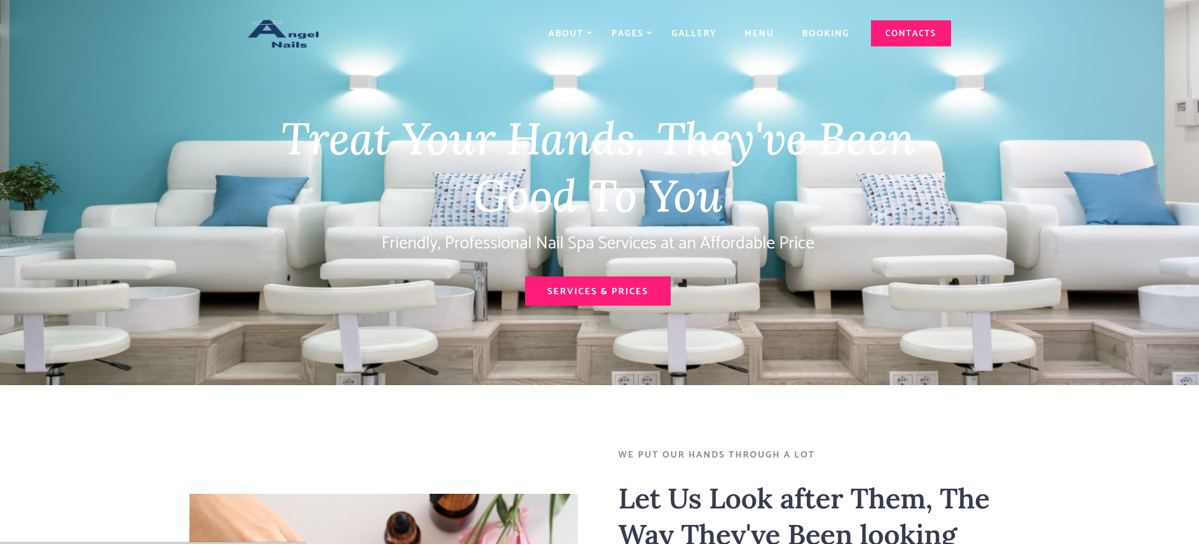 Angel
Nails
ABOUT PAGES GALLERY MENU BOOKING CONTACTS
Treat Your Hands. They've Been
Good To You
Friendly, Professional Nail Spa Services at an Affordable Price
SERVICES & PRICES
WE PUT OUR HANDS THROUGH A LOT
Let Us Look after Them, The
Way They've Been looking